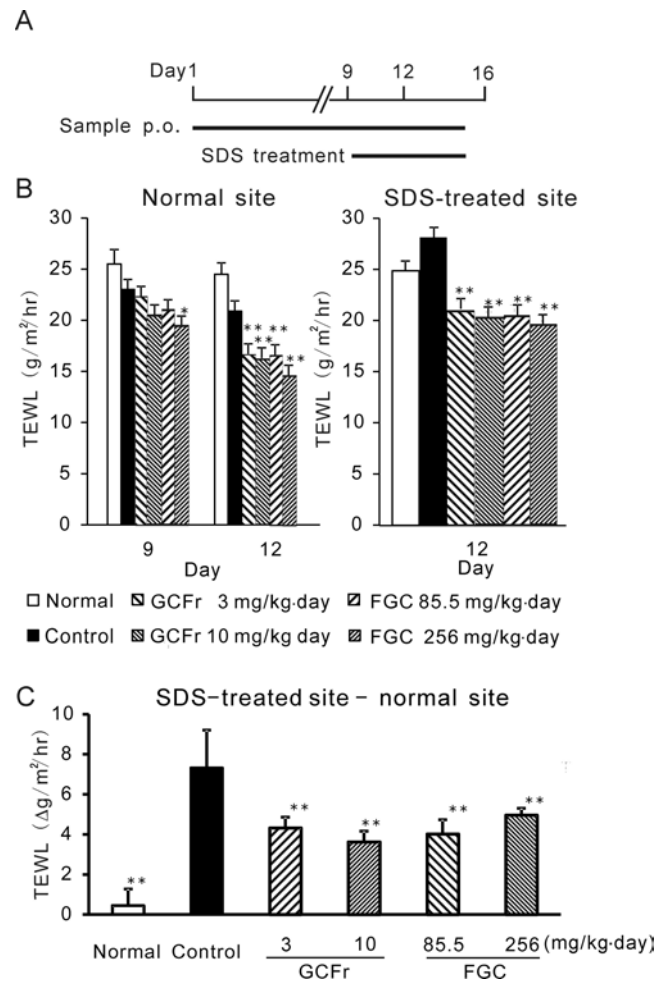 A
Day 1 9 12 16
Sample p.o.
SDS treatment
B
Normal site
SDS-treated site
TEWL (g/m²/hr)
30
25
20
15
10
5
0
*
** **
**
**
9 12
Day
TEWL (g/m²/hr)
30
25
20
15
10
5
0
** ** ** **
12
Day
Normal GCFr 3 mg/kg·day FGC 85.5 mg/kg·day
Control GCFr 10 mg/kg day FGC 256 mg/kg·day
C
SDS-treated site - normal site
TEWL (Δg/m²/hr)
10
8
6
4
2
0
** ** ** ** **
Normal Control 3 10 85.5 256 (mg/kg·day)
GCFr FGC